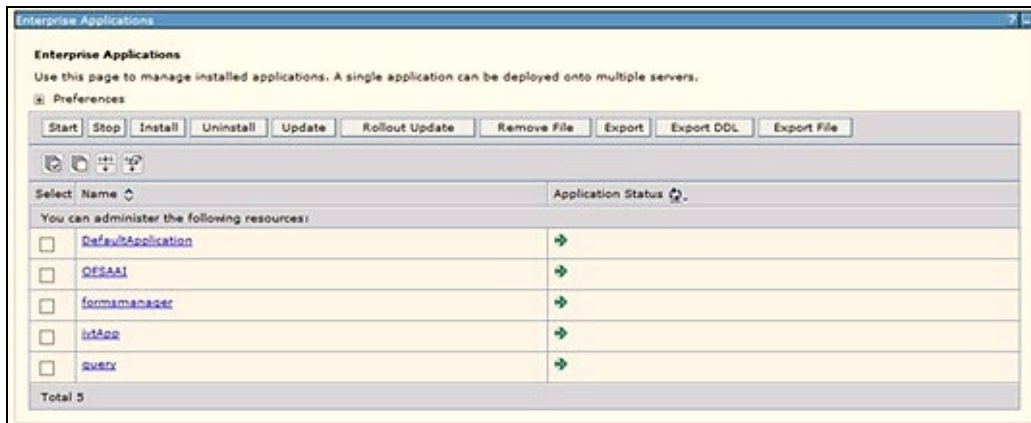 Enterprise Applications
?
Enterprise Applications
Use this page to manage installed applications. A single application can be deployed onto multiple servers.
Preferences
Start Stop Install Uninstall Update Rollout Update Remove File Export Export DDL Export File
Select Name Application Status
You can administer the following resources:
DefaultApplication
OFSAAI
formsmanager
ivtApp
query
Total 5